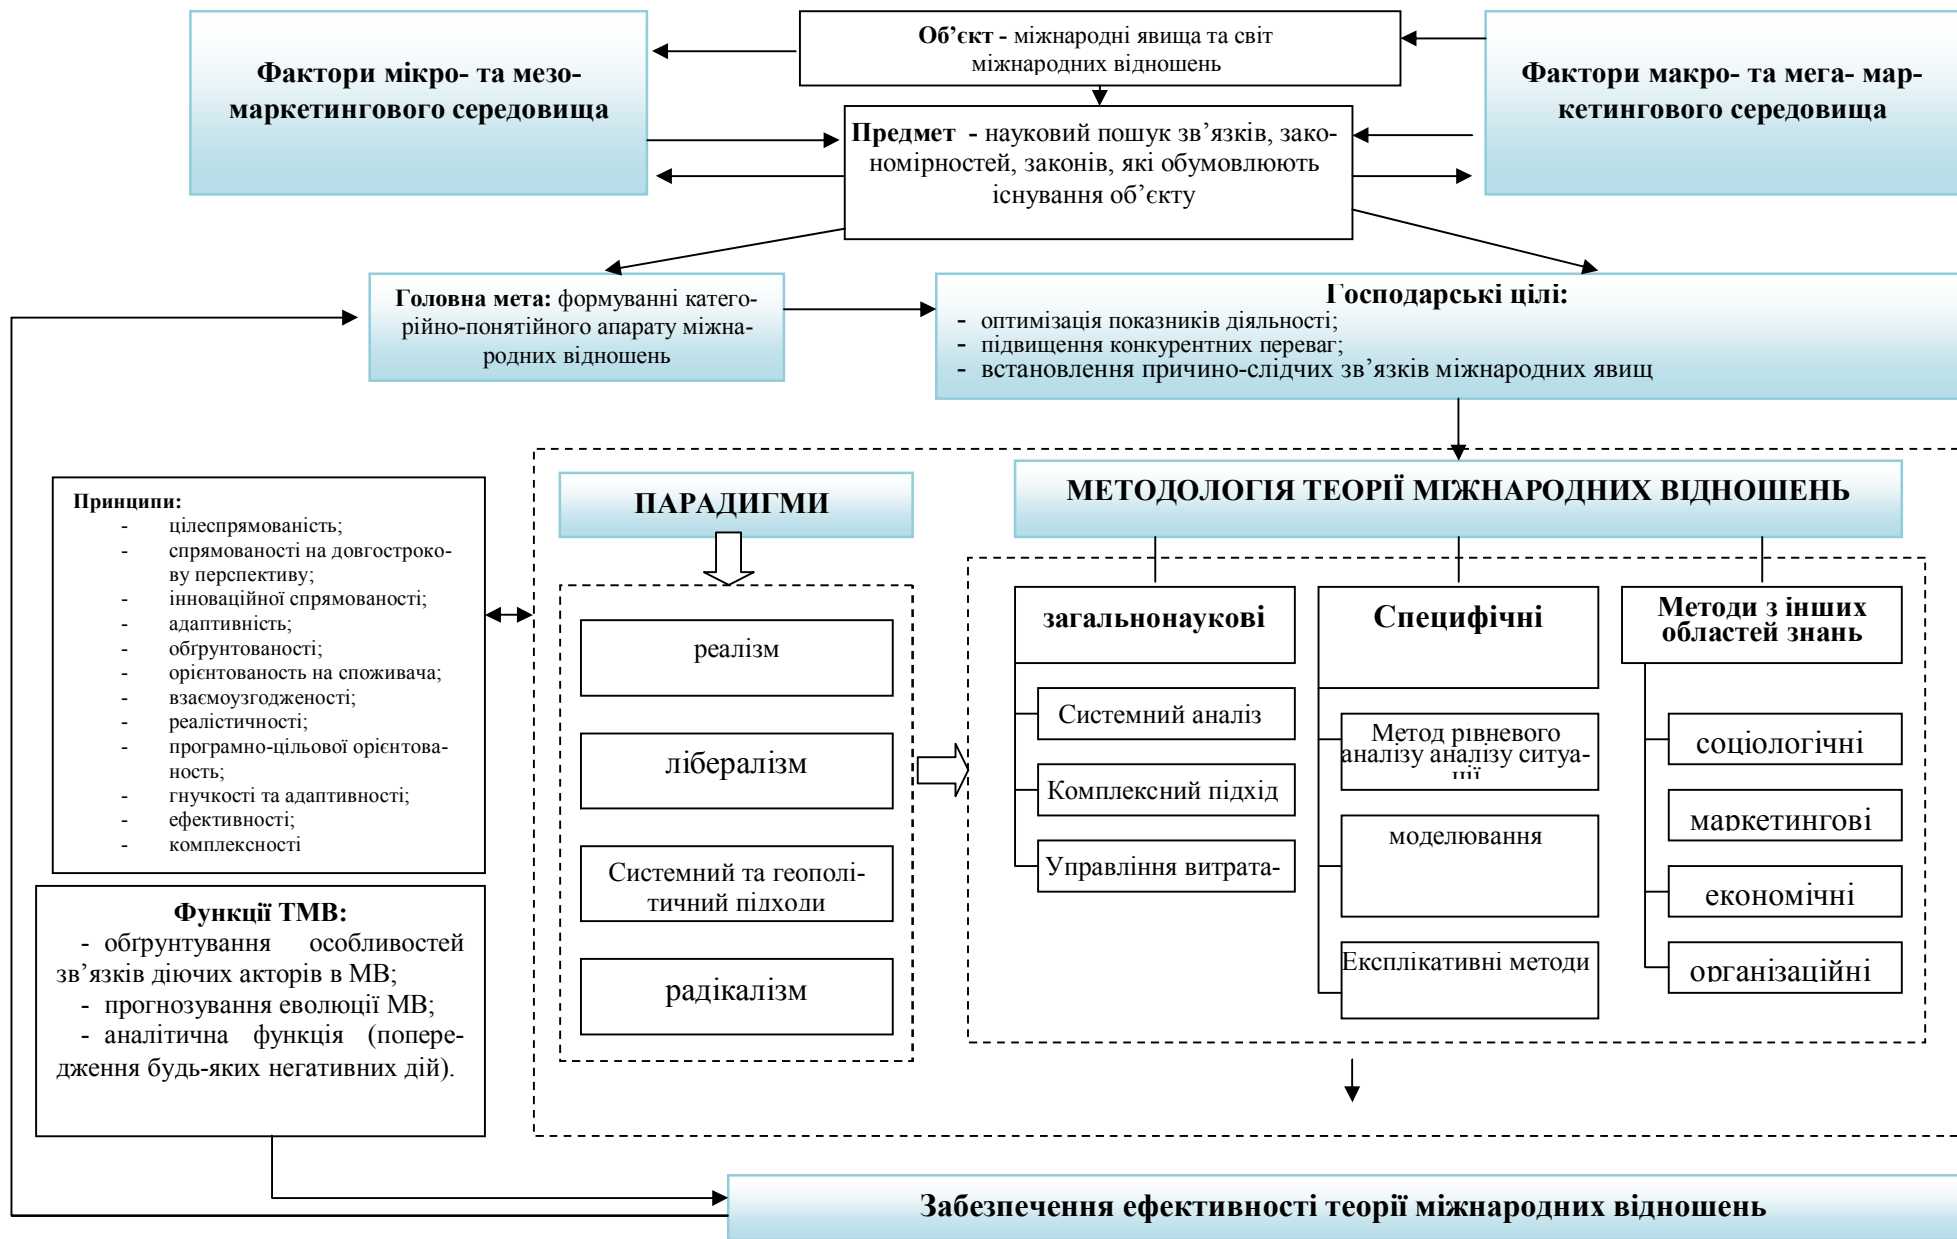 Об’єкт - міжнародні явища та світ
міжнародних відношень
Фактори мікро- та мезо-
маркетингового середовища
Фактори макро- та мега- мар-
кетингового середовища
Предмет - науковий пошук зв’язків, зако-
номірностей, законів, які обумовлюють
існування об’єкту
Головна мета: формуванні катего-
рійно-понятійного апарату міжна-
родних відношень
Господарські цілі:
- оптимізація показників діяльності;
- підвищення конкурентних переваг;
- встановлення причино-слідчих зв’язків міжнародних явищ
Принципи:
- цілеспрямованість;
- спрямованості на довгостроко-
ву перспективу;
- інноваційної спрямованості;
- адаптивність;
- обґрунтованості;
- орієнтованость на споживача;
- взаємоузгодженості;
- реалістичності;
- програмно-цільової орієнтова-
ность;
- гнучкості та адаптивності;
- ефективності;
- комплексності
Функції ТМВ:
- обґрунтування особливостей
зв’язків діючих акторів в МВ;
- прогнозування еволюції МВ;
- аналітична функція (попере-
дження будь-яких негативних дій).
ПАРАДИГМИ
реалізм
лібералізм
Системний та геополі-
тичний підходи
радікалізм
МЕТОДОЛОГІЯ ТЕОРІЇ МІЖНАРОДНИХ ВІДНОШЕНЬ
загальнонаукові
Системний аналіз
Комплексний підхід
Управління витрата-
Специфічні
Метод рівневого
аналізу аналізу ситуа-
ції
моделювання
Експлікативні методи
Методи з інших
областей знань
соціологічні
маркетингові
економічні
організаційні
Забезпечення ефективності теорії міжнародних відношень